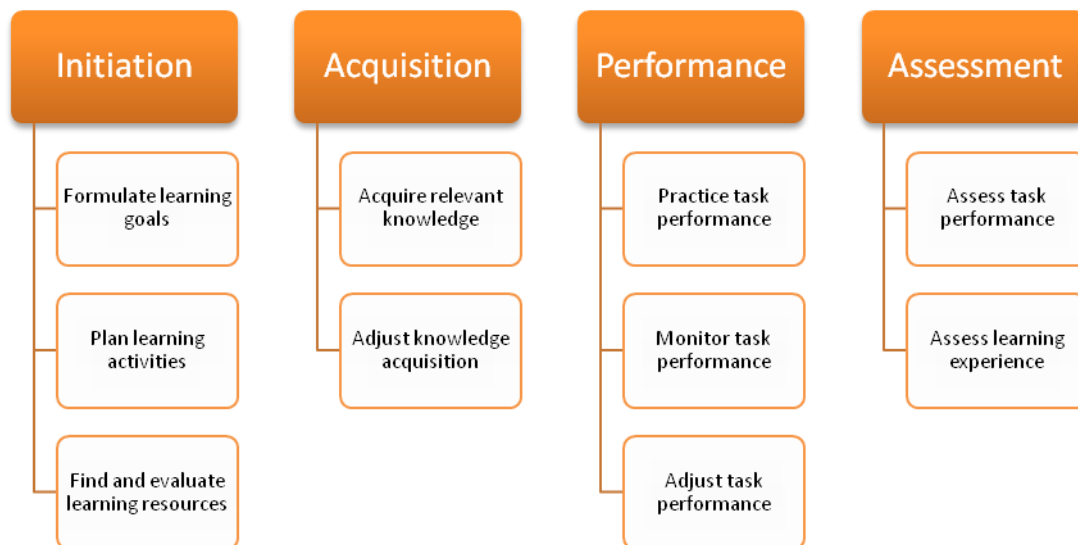 Initiation
Formulate learning
goals
Plan learning
activities
Find and evaluate
learning resources
Acquisition
Acquire relevant
knowledge
Adjust knowledge
acquisition
Performance
Practice task
performance
Monitor task
performance
Adjust task
performance
Assessment
Assess task
performance
Assess learning
experience